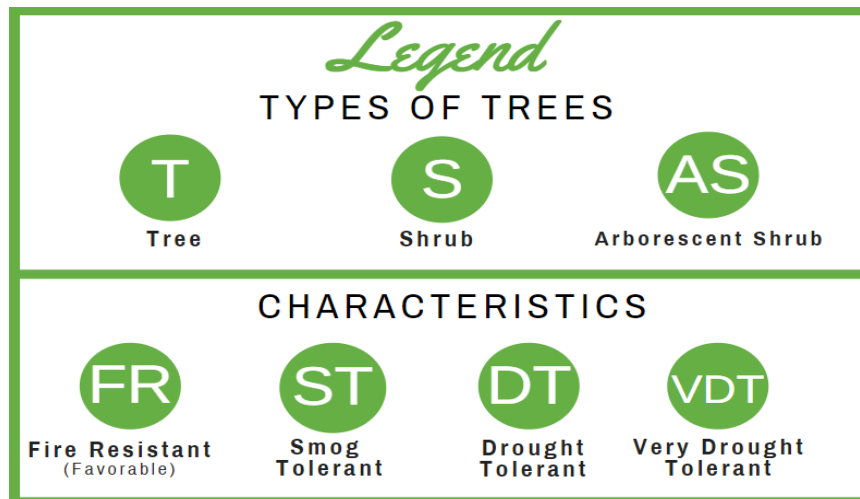 Legend
TYPES OF TREES
T
S
AS
Tree
Shrub
Arborescent Shrub
CHARACTERISTICS
FR
ST
DT
VDT
Fire Resistant
(Favorable)
Smog
Tolerant
Drought
Tolerant
Very Drought
Tolerant